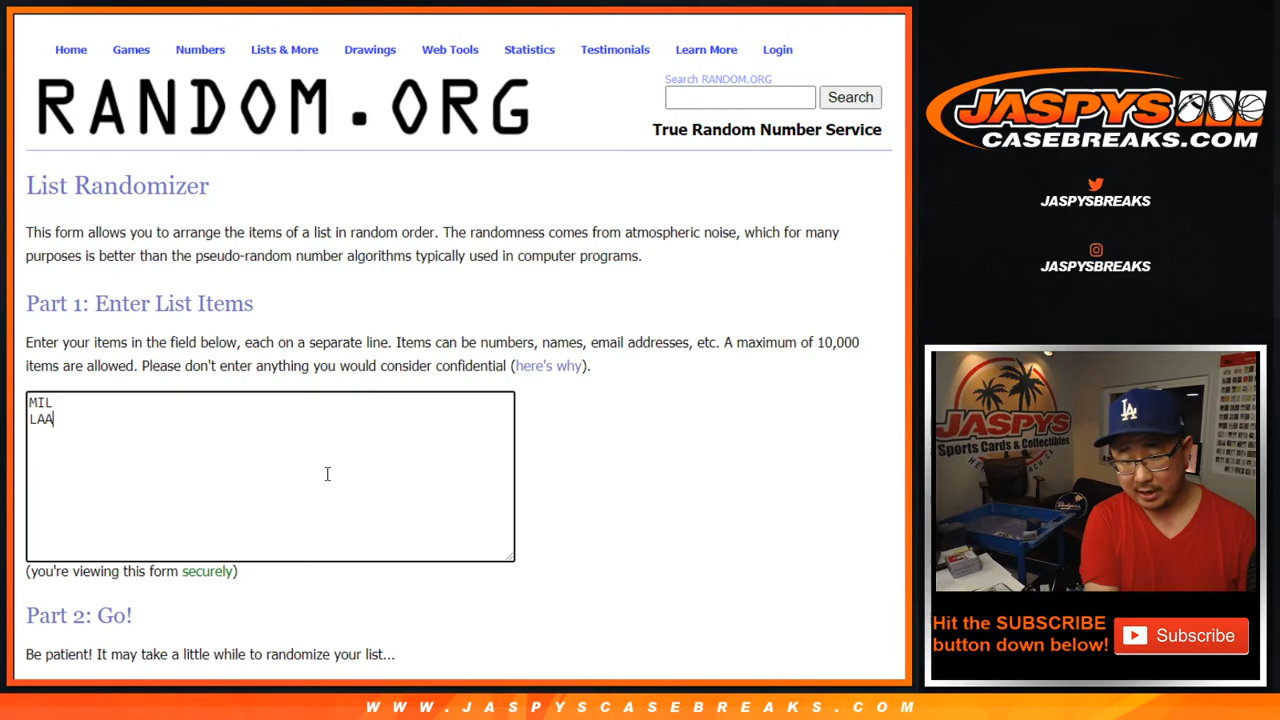 Home Games Numbers Lists & More Drawings Web Tools Statistics Testimonials Learn More Login
RANDOM.ORG
Search RANDOM.ORG
Search
True Random Number Service
List Randomizer
This form allows you to arrange the items of a list in random order. The randomness comes from atmospheric noise, which for many
purposes is better than the pseudo-random number algorithms typically used in computer programs.
Part 1: Enter List Items
Enter your items in the field below, each on a separate line. Items can be numbers, names, email addresses, etc. A maximum of 10,000
items are allowed. Please don't enter anything you would consider confidential (here's why).
MIL
LAA
(you're viewing this form securely)
Part 2: Go!
Be patient! It may take a little while to randomize your list...
JASPYS
CASEBREAKS.COM
JASPYSBREAKS
JASPYSBREAKS
JASPYS
Sports Cards & Collectibles
LA
Dodgers
Hit the SUBSCRIBE
button down below!
Subscribe
WWW.JASPYSCASEBREAKS.COM